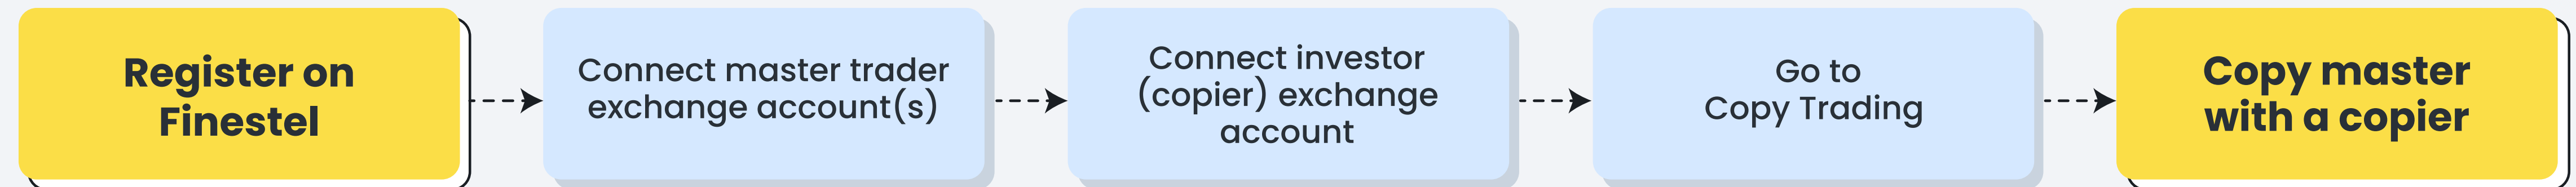 Register on
Finestel
Connect master trader
exchange account(s)
Connect investor
(copier) exchange
account
Go to
Copy Trading
Copy master
with a copier